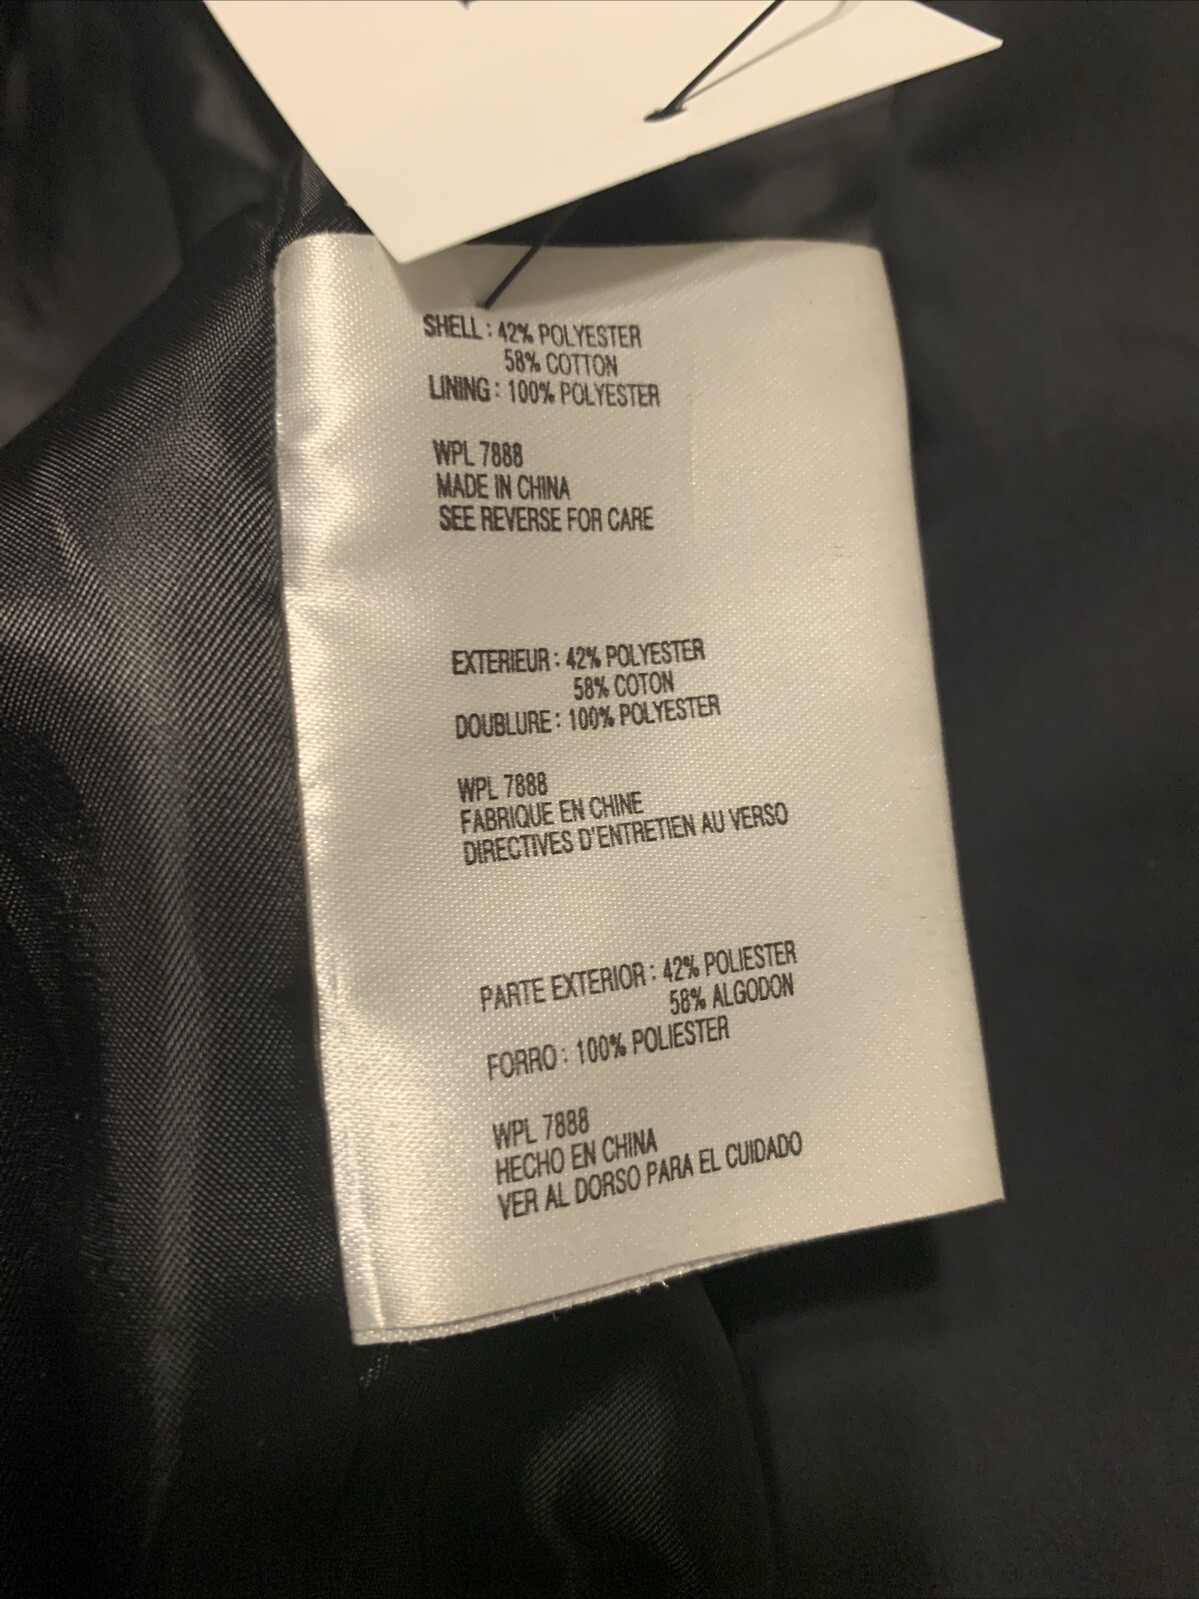 SHELL : 42% POLYESTER
58% COTTON
LINING : 100% POLYESTER
WPL 7888
MADE IN CHINA
SEE REVERSE FOR CARE
EXTERIEUR : 42% POLYESTER
58% COTON
DOUBLURE : 100% POLYESTER
WPL 7888
FABRIQUE EN CHINE
DIRECTIVES D'ENTRETIEN AU VERSO
PARTE EXTERIOR : 42% POLIESTER
58% ALGODON
FORRO : 100% POLIESTER
WPL 7888
HECHO EN CHINA
VER AL DORSO PARA EL CUIDADO